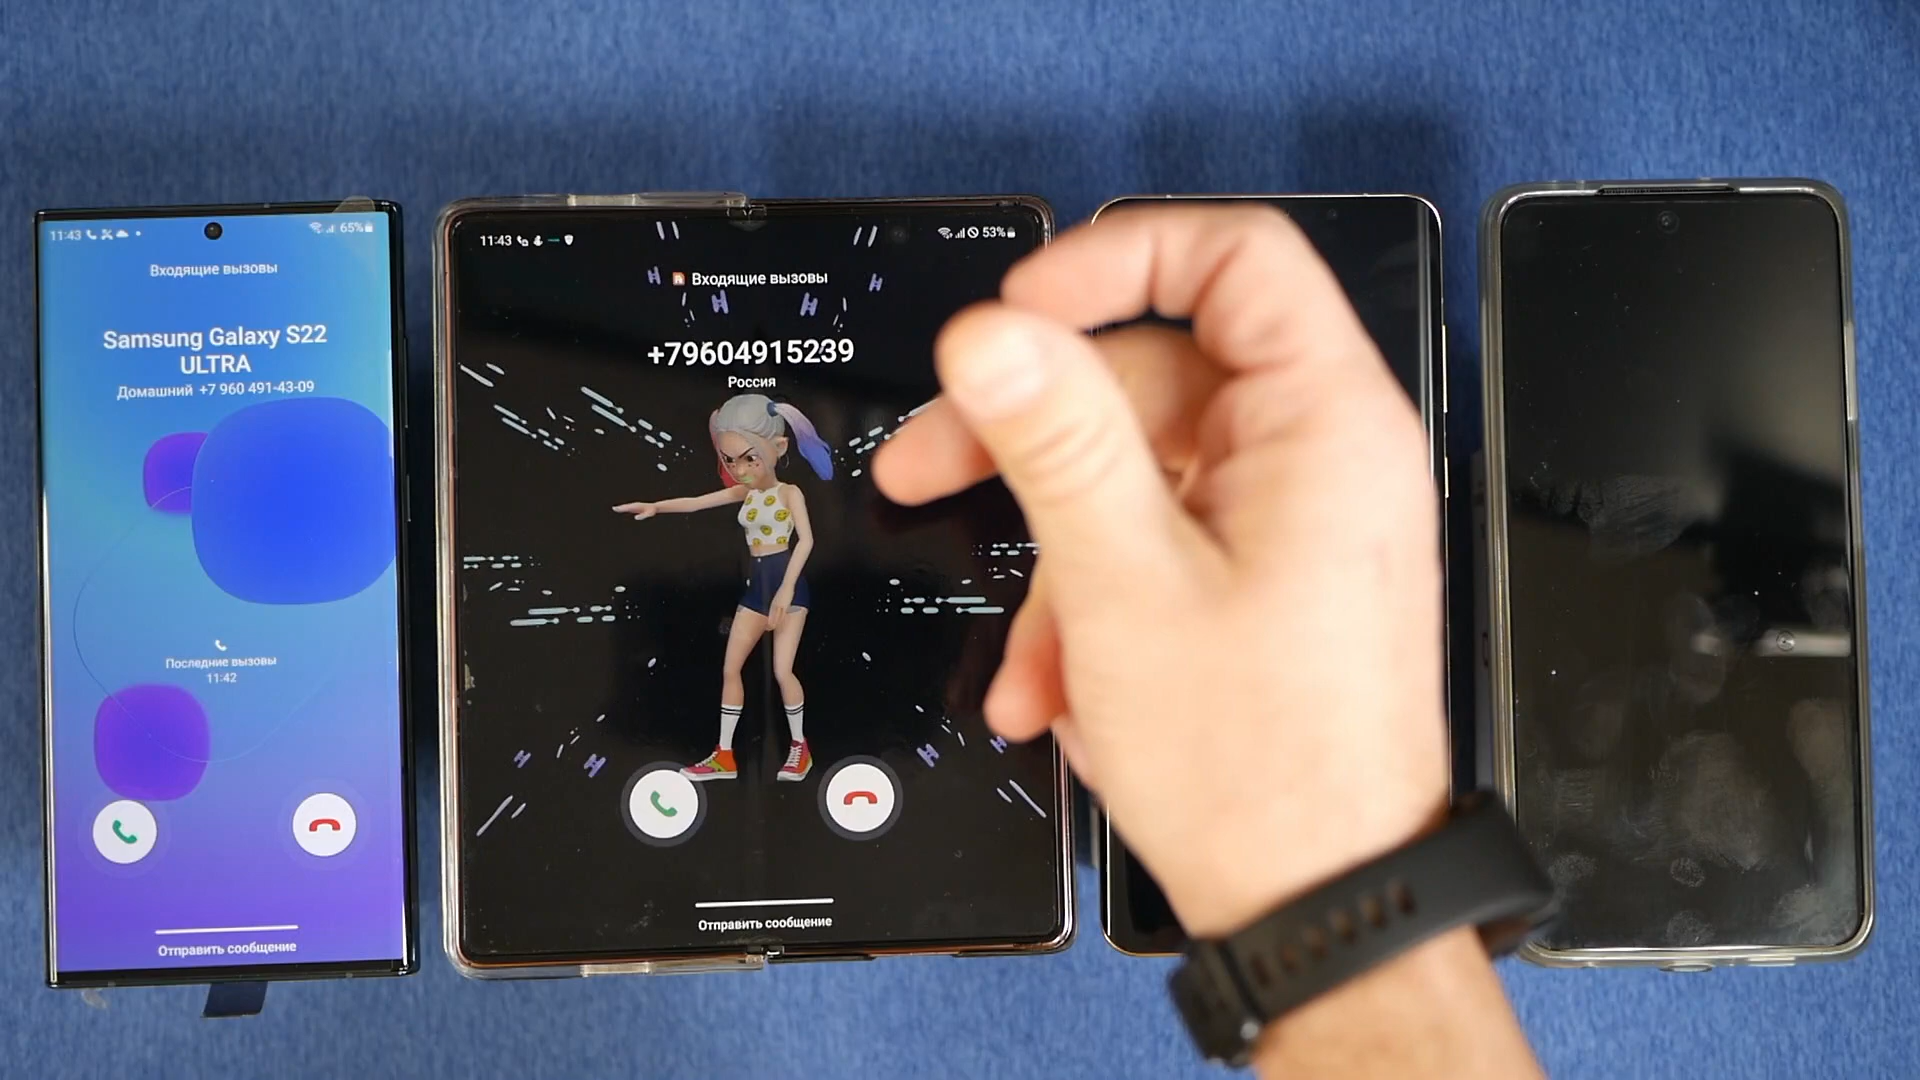 11:43
65%
Входящие вызовы
Samsung Galaxy S22
ULTRA
Домашний +7 960 491-43-09
Последние вызовы
11:42
Отправить сообщение
11:43
53%
Входящие вызовы
+79604915239
Россия
Отправить сообщение